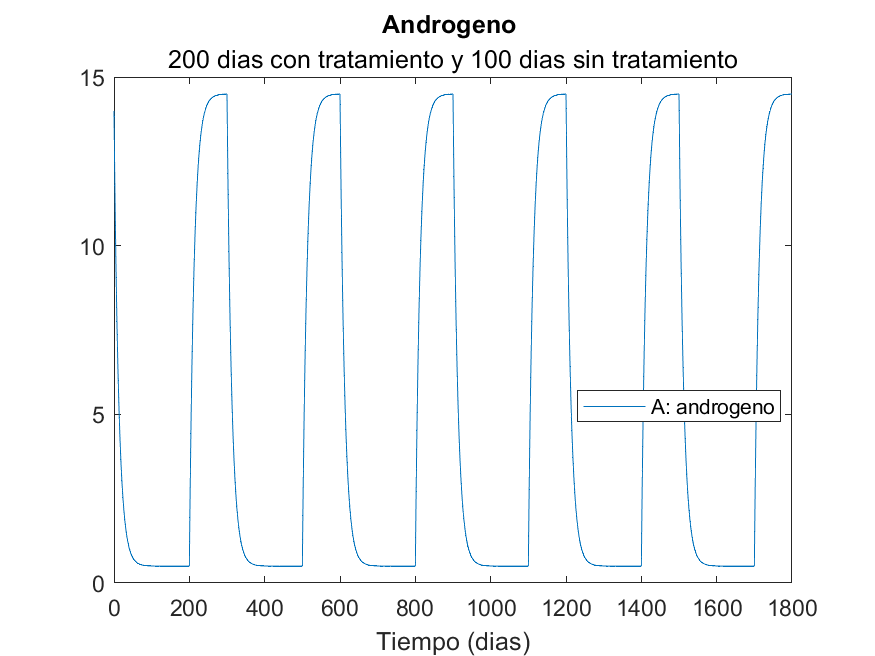 Androgeno
200 dias con tratamiento y 100 dias sin tratamiento
15
10
5
0
A: androgeno
0 200 400 600 800 1000 1200 1400 1600 1800
Tiempo (dias)